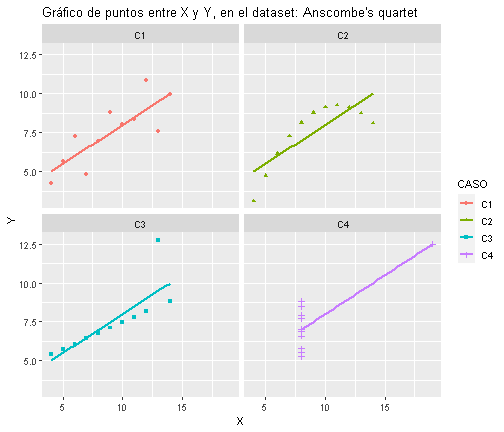 Gráfico de puntos entre X y Y, en el dataset: Anscombe's quartet
C1
C2
12.5
10.0
7.5
5.0
C3
C4
12.5
10.0
7.5
5.0
5
10
15
5
10
15
X
Y
CASO
C1
C2
C3
C4